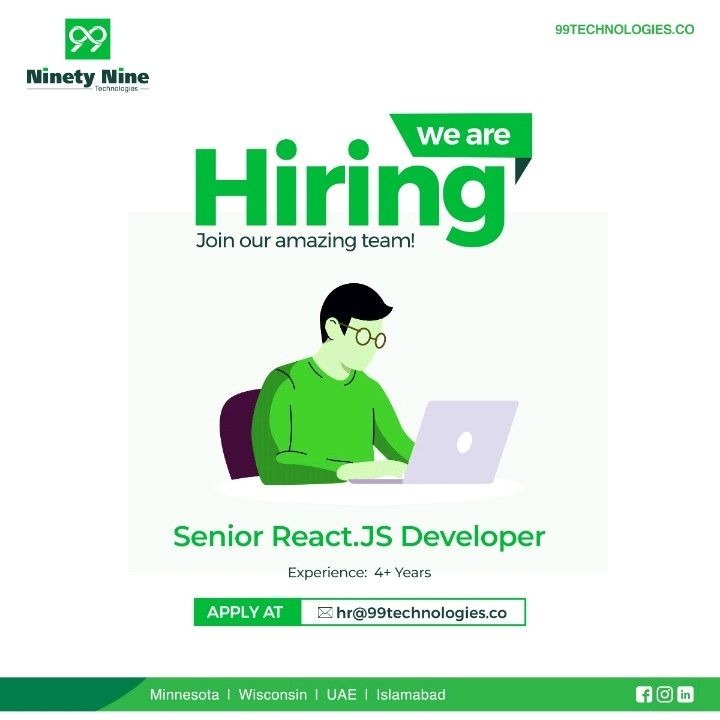 99
Ninety Nine
Technologies
99TECHNOLOGIES.CO
we are
Hiring
Join our amazing team!
Senior React.JS Developer
Experience: 4+ Years
APPLY AT hr@99technologies.co
Minnesota | Wisconsin | UAE | Islamabad